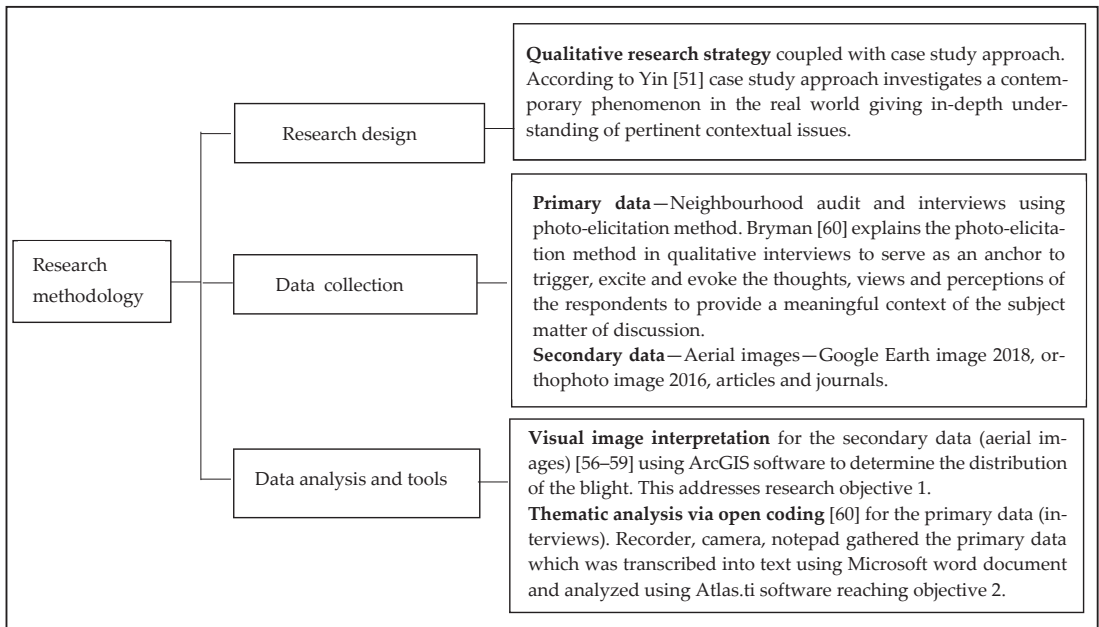 Research
methodology
Research design
Qualitative research strategy coupled with case study approach.
According to Yin [51] case study approach investigates a contem-
porary phenomenon in the real world giving in-depth under-
standing of pertinent contextual issues.
Data collection
Primary data—Neighbourhood audit and interviews using
photo-elicitation method. Bryman [60] explains the photo-elicita-
tion method in qualitative interviews to serve as an anchor to
trigger, excite and evoke the thoughts, views and perceptions of
the respondents to provide a meaningful context of the subject
matter of discussion.
Secondary data—Aerial images—Google Earth image 2018, or-
thophoto image 2016, articles and journals.
Data analysis and tools
Visual image interpretation for the secondary data (aerial im-
ages) [56–59] using ArcGIS software to determine the distribution
of the blight. This addresses research objective 1.
Thematic analysis via open coding [60] for the primary data (in-
terviews). Recorder, camera, notepad gathered the primary data
which was transcribed into text using Microsoft word document
and analyzed using Atlas.ti software reaching objective 2.